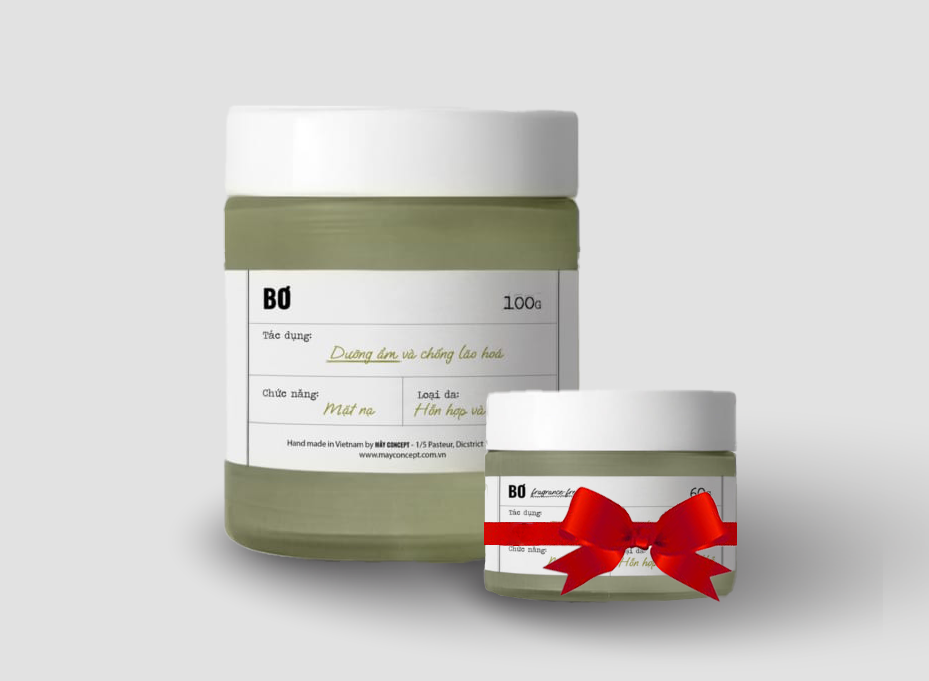 BƠ
100G
Tác dụng:
Dưỡng ẩm và chống lão hoá
Chức năng:
Mặt nạ
Loại da:
Hỗn hợp và
Hand made in Vietnam by MÂY CONCEPT - 1/5 Pasteur, Dicstrict
www.mayconcept.com.vn
BƠ
60G
Tác dụng:
Chức năng:
Hỗn hợp